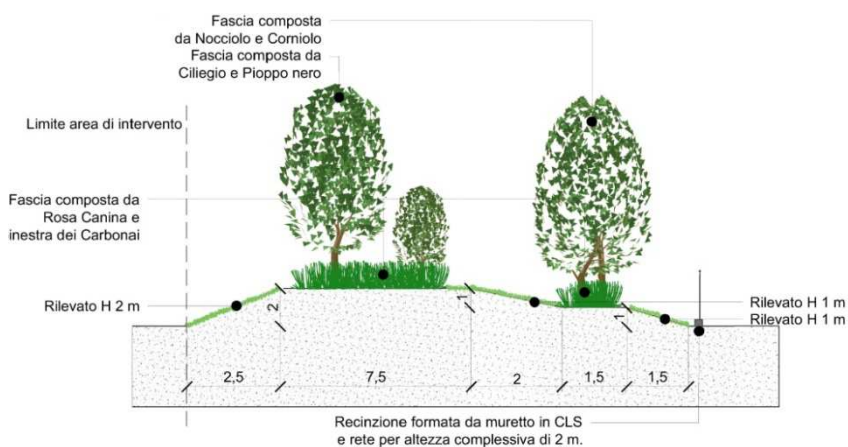 Fascia composta
da Nocciolo e Corniolo
Fascia composta da
Ciliegio e Pioppo nero
Limite area di intervento
Fascia composta da
Rosa Canina e
inestra dei Carbonai
Rilevato H 2 m
2
1
1
Rilevato H 1 m
Rilevato H 1 m
2,5
7,5
2
1,5
1,5
Recinzione formata da muretto in CLS
e rete per altezza complessiva di 2 m.